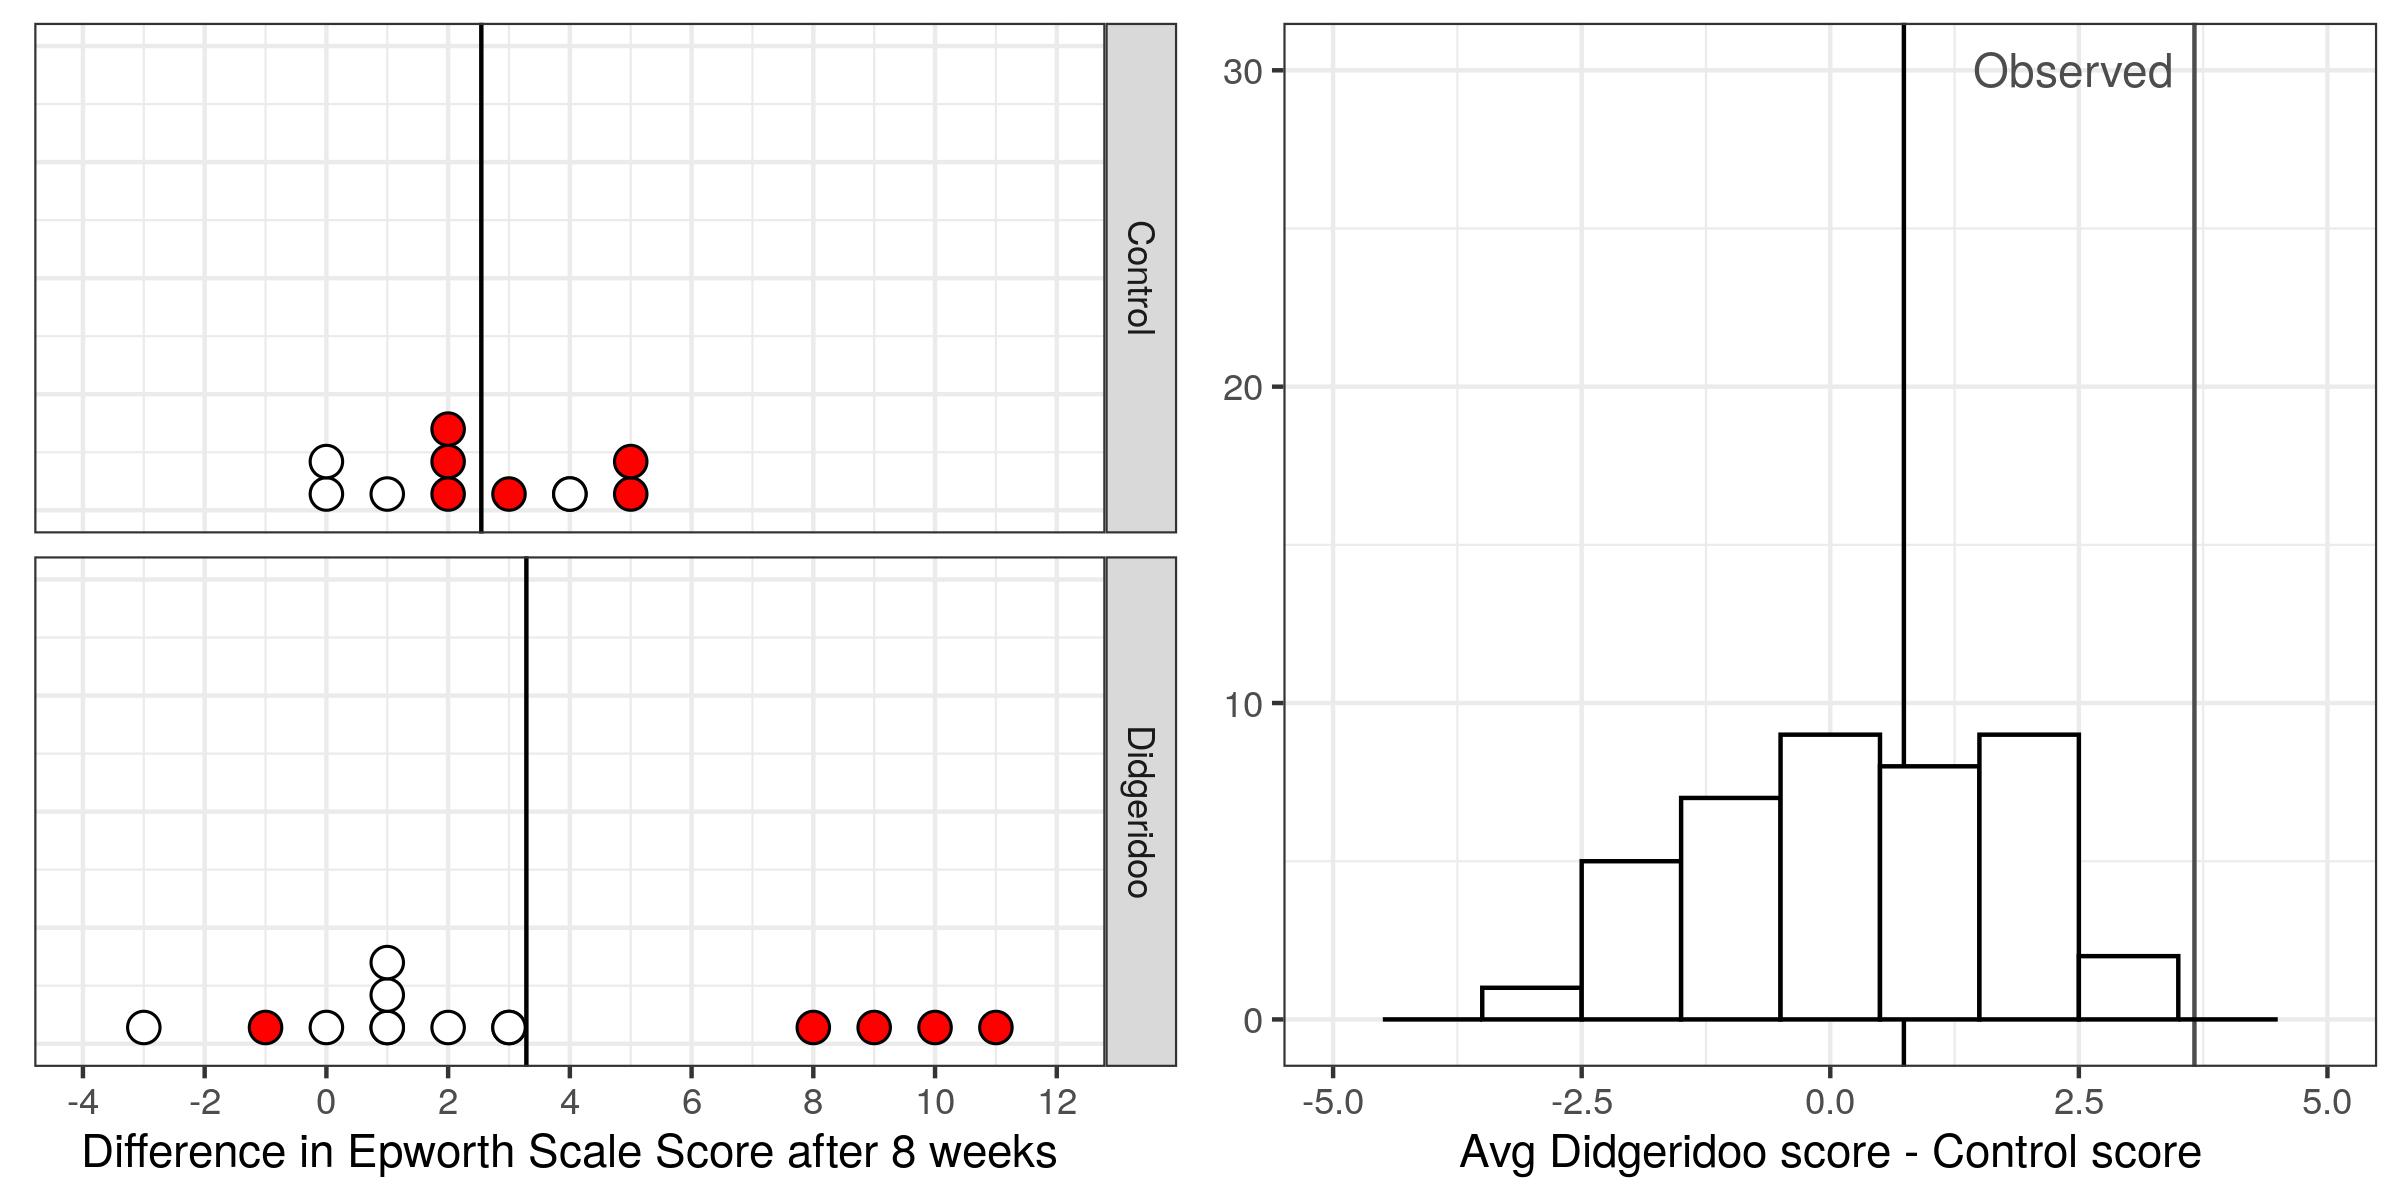 Control
Didgeridoo
-4 -2 0 2 4 6 8 10 12
Difference in Epworth Scale Score after 8 weeks
Observed
30
20
10
0
-5.0 -2.5 0.0 2.5 5.0
Avg Didgeridoo score - Control score